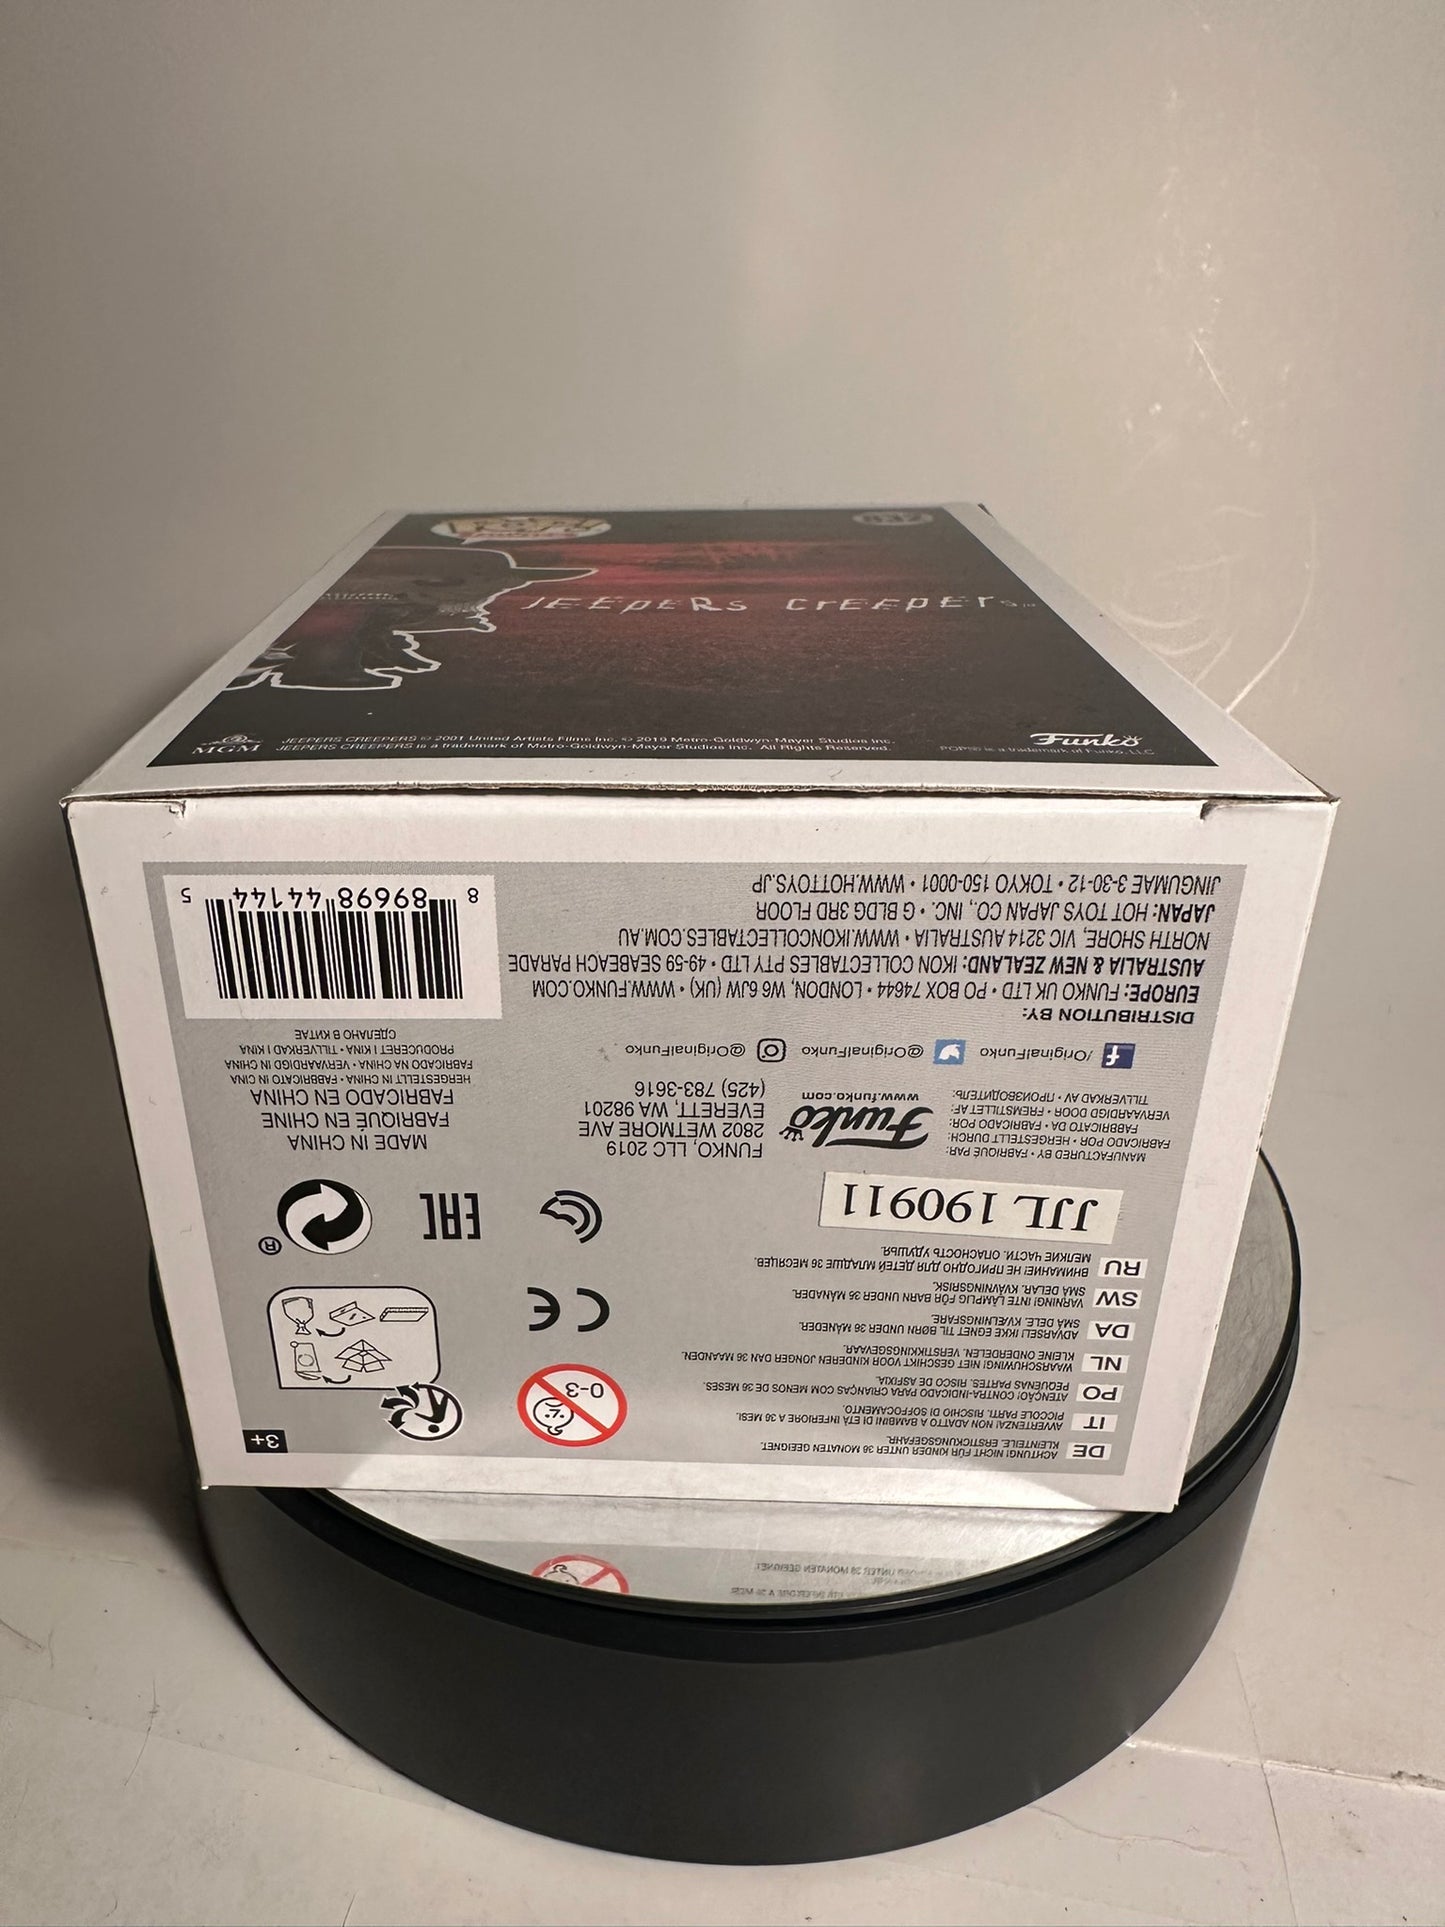 832
JEEPERS CREEPERS
MGM
JEEPERS CREEPERS © 2001 United Artists Films Inc. © 2019 Metro-Goldwyn-Mayer Studios Inc.
JEEPERS CREEPERS is a trademark of Metro-Goldwyn-Mayer Studios Inc. All Rights Reserved.
Funko
POP!® is a trademark of Funko, LLC
DE
ACHTUNG! NICHT FÜR KINDER UNTER 36 MONATEN GEEIGNET.
KLEINTEILE. ERSTICKUNGSGEFAHR.
IT
AVVERTENZA! NON ADATTO A BAMBINI DI ETÀ INFERIORE A 36 MESI.
PICCOLE PARTI. RISCHIO DI SOFFOCAMENTO.
PO
ATENÇÃO! CONTRA-INDICADO PARA CRIANÇAS COM MENOS DE 36 MESES.
PEQUENAS PARTES. RISCO DE ASFIXIA.
NL
WAARSCHUWING! NIET GESCHIKT VOOR KINDEREN JONGER DAN 36 MAANDEN.
KLEINE ONDERDELEN. VERSTIKKINGSGEVAAR.
DA
ADVARSEL! IKKE EGNET TIL BØRN UNDER 36 MÅNEDER.
SMÅ DELE. KVÆLNINGSFARE.
SW
VARNING! INTE LÄMPLIG FÖR BARN UNDER 36 MÅNADER.
SMÅ DELAR. KVÄVNINGSRISK.
RU
ВНИМАНИЕ! НЕ ПРИГОДНО ДЛЯ ДЕТЕЙ МЛАДШЕ 36 МЕСЯЦЕВ.
МЕЛКИЕ ЧАСТИ. ОПАСНОСТЬ УДУШЬЯ.
0-3
3+
CE
EAC
®
JJL 190911
MANUFACTURED BY • FABRIQUÉ PAR:
FABRICADO POR • HERGESTELLT DURCH:
FABBRICATO DA • FABRICADO POR:
VERVAARDIGD DOOR • FREMSTILLET AF:
TILLVERKAD AV • ПРОИЗВОДИТЕЛЬ:
Funko
www.funko.com
FUNKO, LLC 2019
2802 WETMORE AVE
EVERETT, WA 98201
(425) 783-3616
MADE IN CHINA
FABRIQUÉ EN CHINE
FABRICADO EN CHINA
HERGESTELLT IN CHINA • FABBRICATO IN CINA
FABRICADO NA CHINA • VERVAARDIGD IN CHINA
PRODUCERET I KINA • TILLVERKAD I KINA
СДЕЛАНО В КИТАЕ
/OriginalFunko
@OriginalFunko
@OriginalFunko
DISTRIBUTION BY:
EUROPE: FUNKO UK LTD • PO BOX 74644 • LONDON, W6 6JW (UK) • WWW.FUNKO.COM
AUSTRALIA & NEW ZEALAND: IKON COLLECTABLES PTY LTD • 49-59 SEABEACH PARADE
NORTH SHORE, VIC 3214 AUSTRALIA • WWW.IKONCOLLECTABLES.COM.AU
JAPAN: HOT TOYS JAPAN CO., INC. • G BLDG 3RD FLOOR
JINGUMAE 3-30-12 • TOKYO 150-0001 • WWW.HOTTOYS.JP
8 89698 44144 5